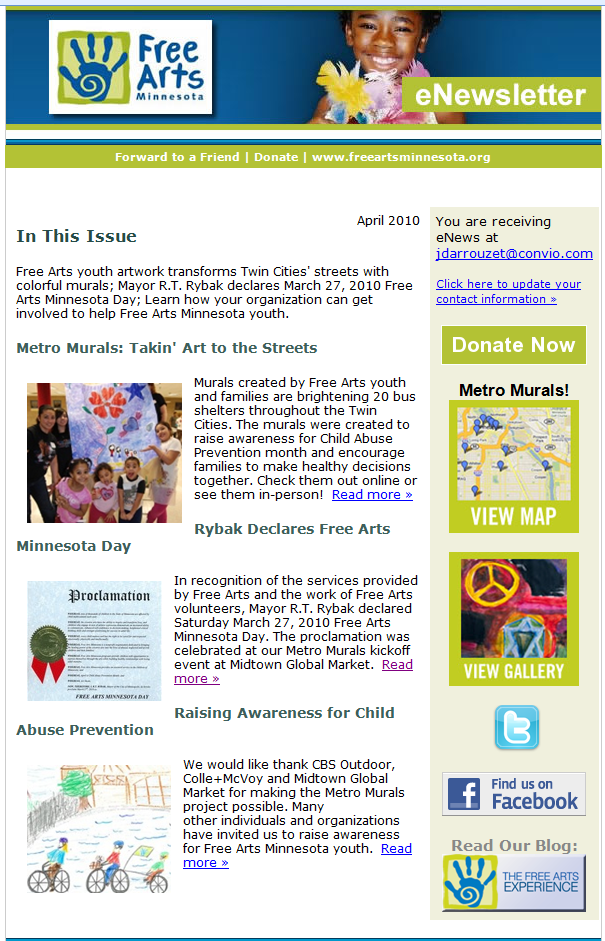 Free
Arts
Minnesota
eNewsletter
Forward to a Friend | Donate | www.freeartsminnesota.org
April 2010
In This Issue
Free Arts youth artwork transforms Twin Cities' streets with
colorful murals; Mayor R.T. Rybak declares March 27, 2010 Free
Arts Minnesota Day; Learn how your organization can get
involved to help Free Arts Minnesota youth.
Metro Murals: Takin' Art to the Streets
Murals created by Free Arts youth
and families are brightening 20 bus
shelters throughout the Twin
Cities. The murals were created to
raise awareness for Child Abuse
Prevention month and encourage
families to make healthy decisions
together. Check them out online or
see them in-person! Read more »
Rybak Declares Free Arts
Minnesota Day
Proclamation
FREE ARTS MINNESOTA DAY
In recognition of the services provided
by Free Arts and the work of Free Arts
volunteers, Mayor R.T. Rybak declared
Saturday March 27, 2010 Free Arts
Minnesota Day. The proclamation was
celebrated at our Metro Murals kickoff
event at Midtown Global Market. Read
more »
Raising Awareness for Child
Abuse Prevention
We would like thank CBS Outdoor,
Colle+McVoy and Midtown Global
Market for making the Metro Murals
project possible. Many
other individuals and organizations
have invited us to raise awareness
for Free Arts Minnesota youth. Read
more »
You are receiving
eNews at
jdarrouzet@convio.com
Click here to update your
contact information »
Donate Now
Metro Murals!
VIEW MAP
VIEW GALLERY
t
f
Find us on
Facebook
Read Our Blog:
THE FREE ARTS
EXPERIENCE